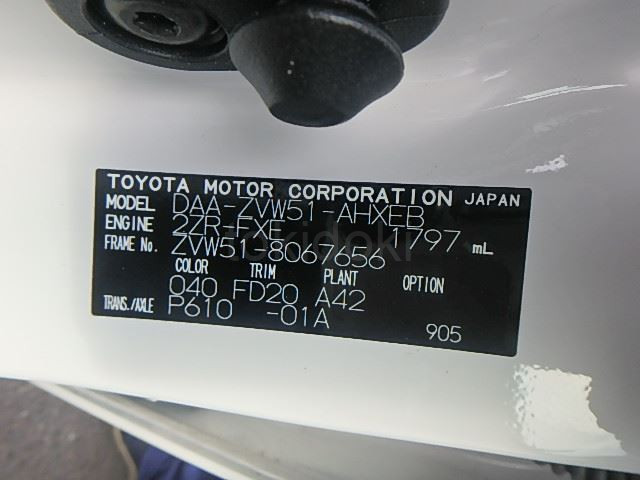 TOYOTA MOTOR CORPORATION JAPAN
MODEL DAA-ZVW51-AHXEB
ENGINE 2ZR-FXE 1797 mL
FRAME No. ZVW51-8067656
COLOR TRIM PLANT OPTION
040 FD20 A42
TRANS./AXLE P610 -01A
905